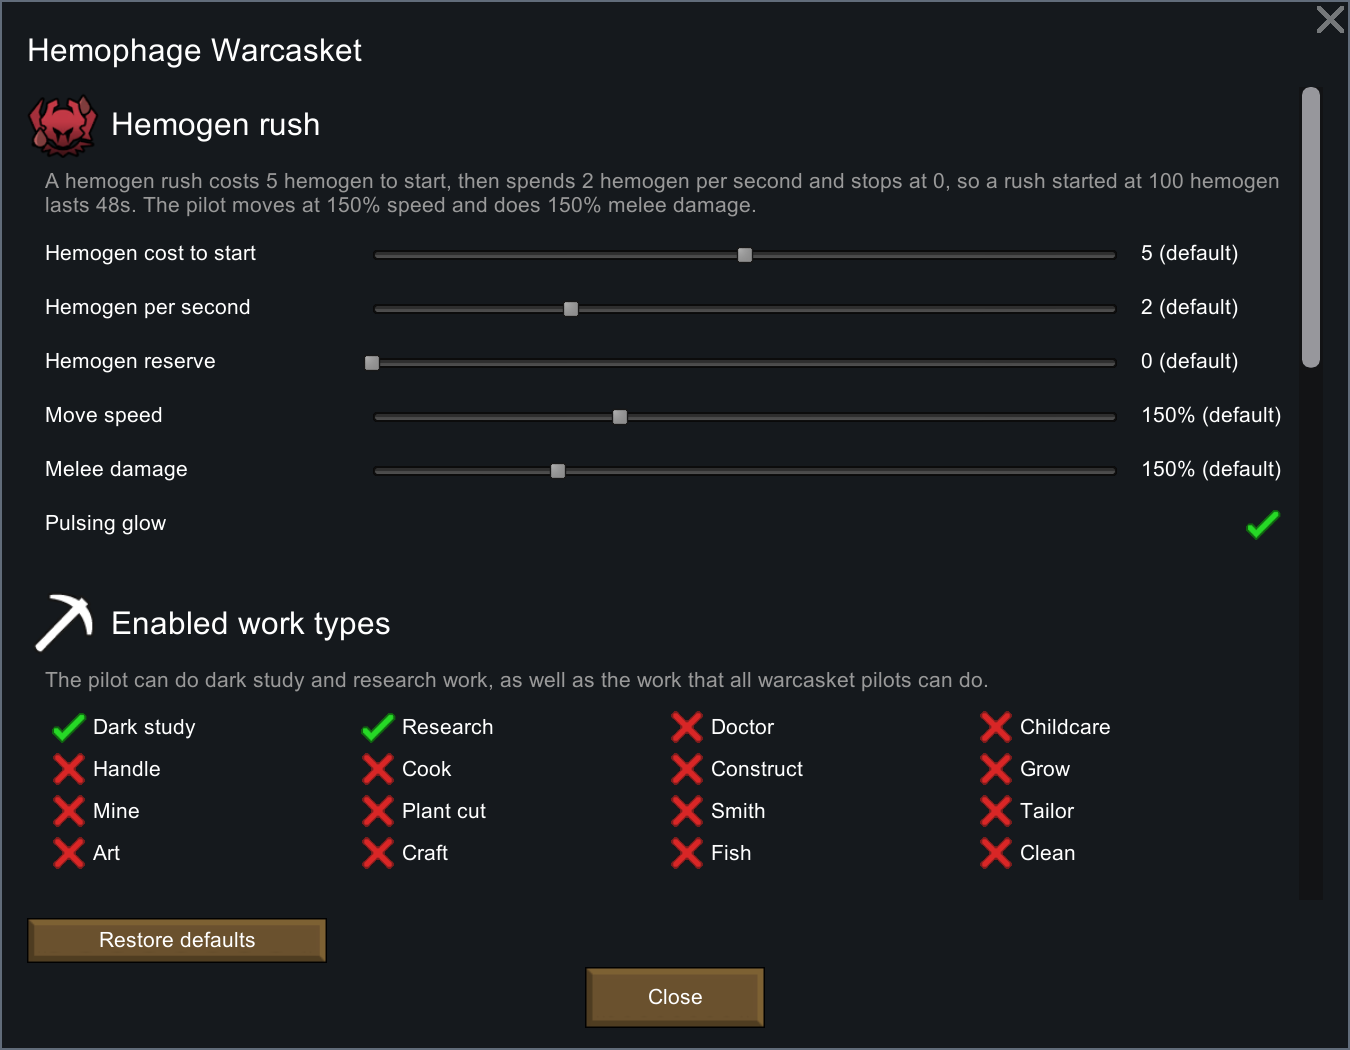 Hemophage Warcasket
Hemogen rush
A hemogen rush costs 5 hemogen to start, then spends 2 hemogen per second and stops at 0, so a rush started at 100 hemogen
lasts 48s. The pilot moves at 150% speed and does 150% melee damage.
Hemogen cost to start 5 (default)
Hemogen per second 2 (default)
Hemogen reserve 0 (default)
Move speed 150% (default)
Melee damage 150% (default)
Pulsing glow
Enabled work types
The pilot can do dark study and research work, as well as the work that all warcasket pilots can do.
Dark study Research Doctor Childcare
Handle Cook Construct Grow
Mine Plant cut Smith Tailor
Art Craft Fish Clean
Restore defaults
Close